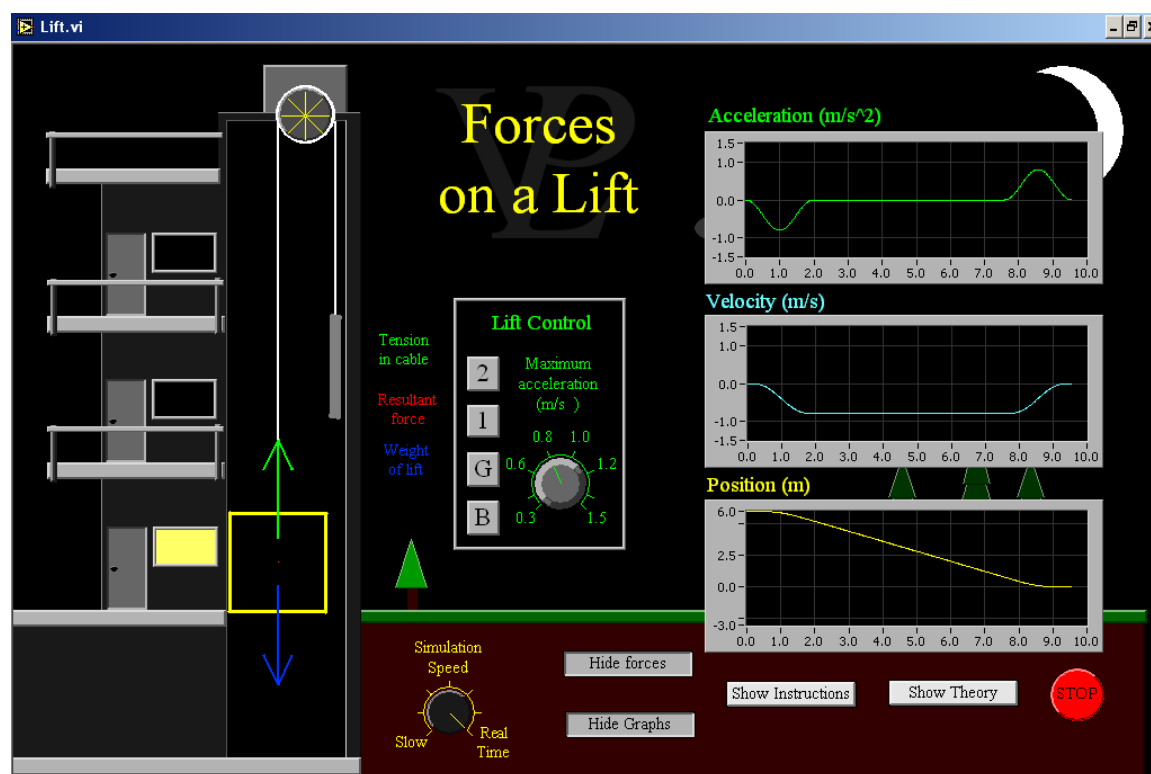 Lift.vi
Forces
on a Lift
VPL
Acceleration (m/s^2)
1.5
1.0
0.0
-1.0
-1.5
0.0 1.0 2.0 3.0 4.0 5.0 6.0 7.0 8.0 9.0 10.0
Velocity (m/s)
1.5
1.0
0.0
-1.0
-1.5
0.0 1.0 2.0 3.0 4.0 5.0 6.0 7.0 8.0 9.0 10.0
Position (m)
6.0
2.5
0.0
-3.0
0.0 1.0 2.0 3.0 4.0 5.0 6.0 7.0 8.0 9.0 10.0
Tension
in cable
Resultant
force
Weight
of lift
Lift Control
2
1
G
B
Maximum
acceleration
(m/s )
0.8 1.0
0.6 1.2
0.3 1.5
Simulation
Speed
Slow
Real
Time
Hide forces
Hide Graphs
Show Instructions
Show Theory
STOP